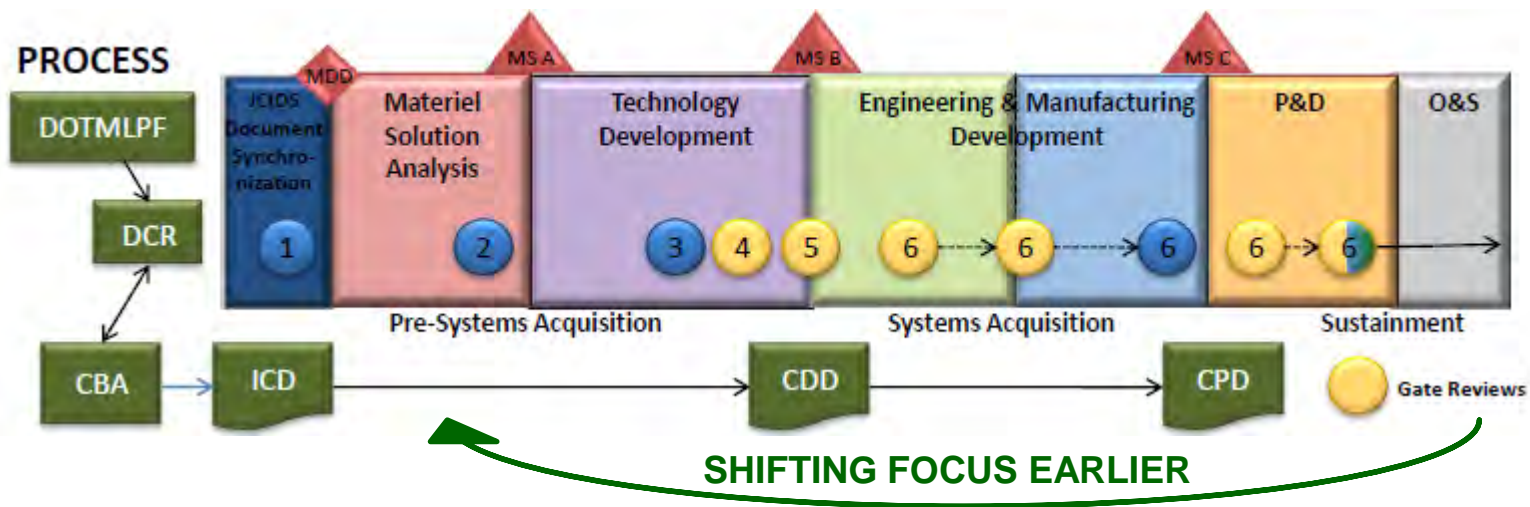 PROCESS
DOTMLPF
DCR
CBA
MDD
MS A
MS B
MS C
JCIDS
Document
Synchro-
nization
Materiel
Solution
Analysis
Technology
Development
Engineering & Manufacturing
Development
P&D
O&S
1
2
3
4
5
6
6
6
6
6
Pre-Systems Acquisition
Systems Acquisition
Sustainment
ICD
CDD
CPD
Gate Reviews
SHIFTING FOCUS EARLIER